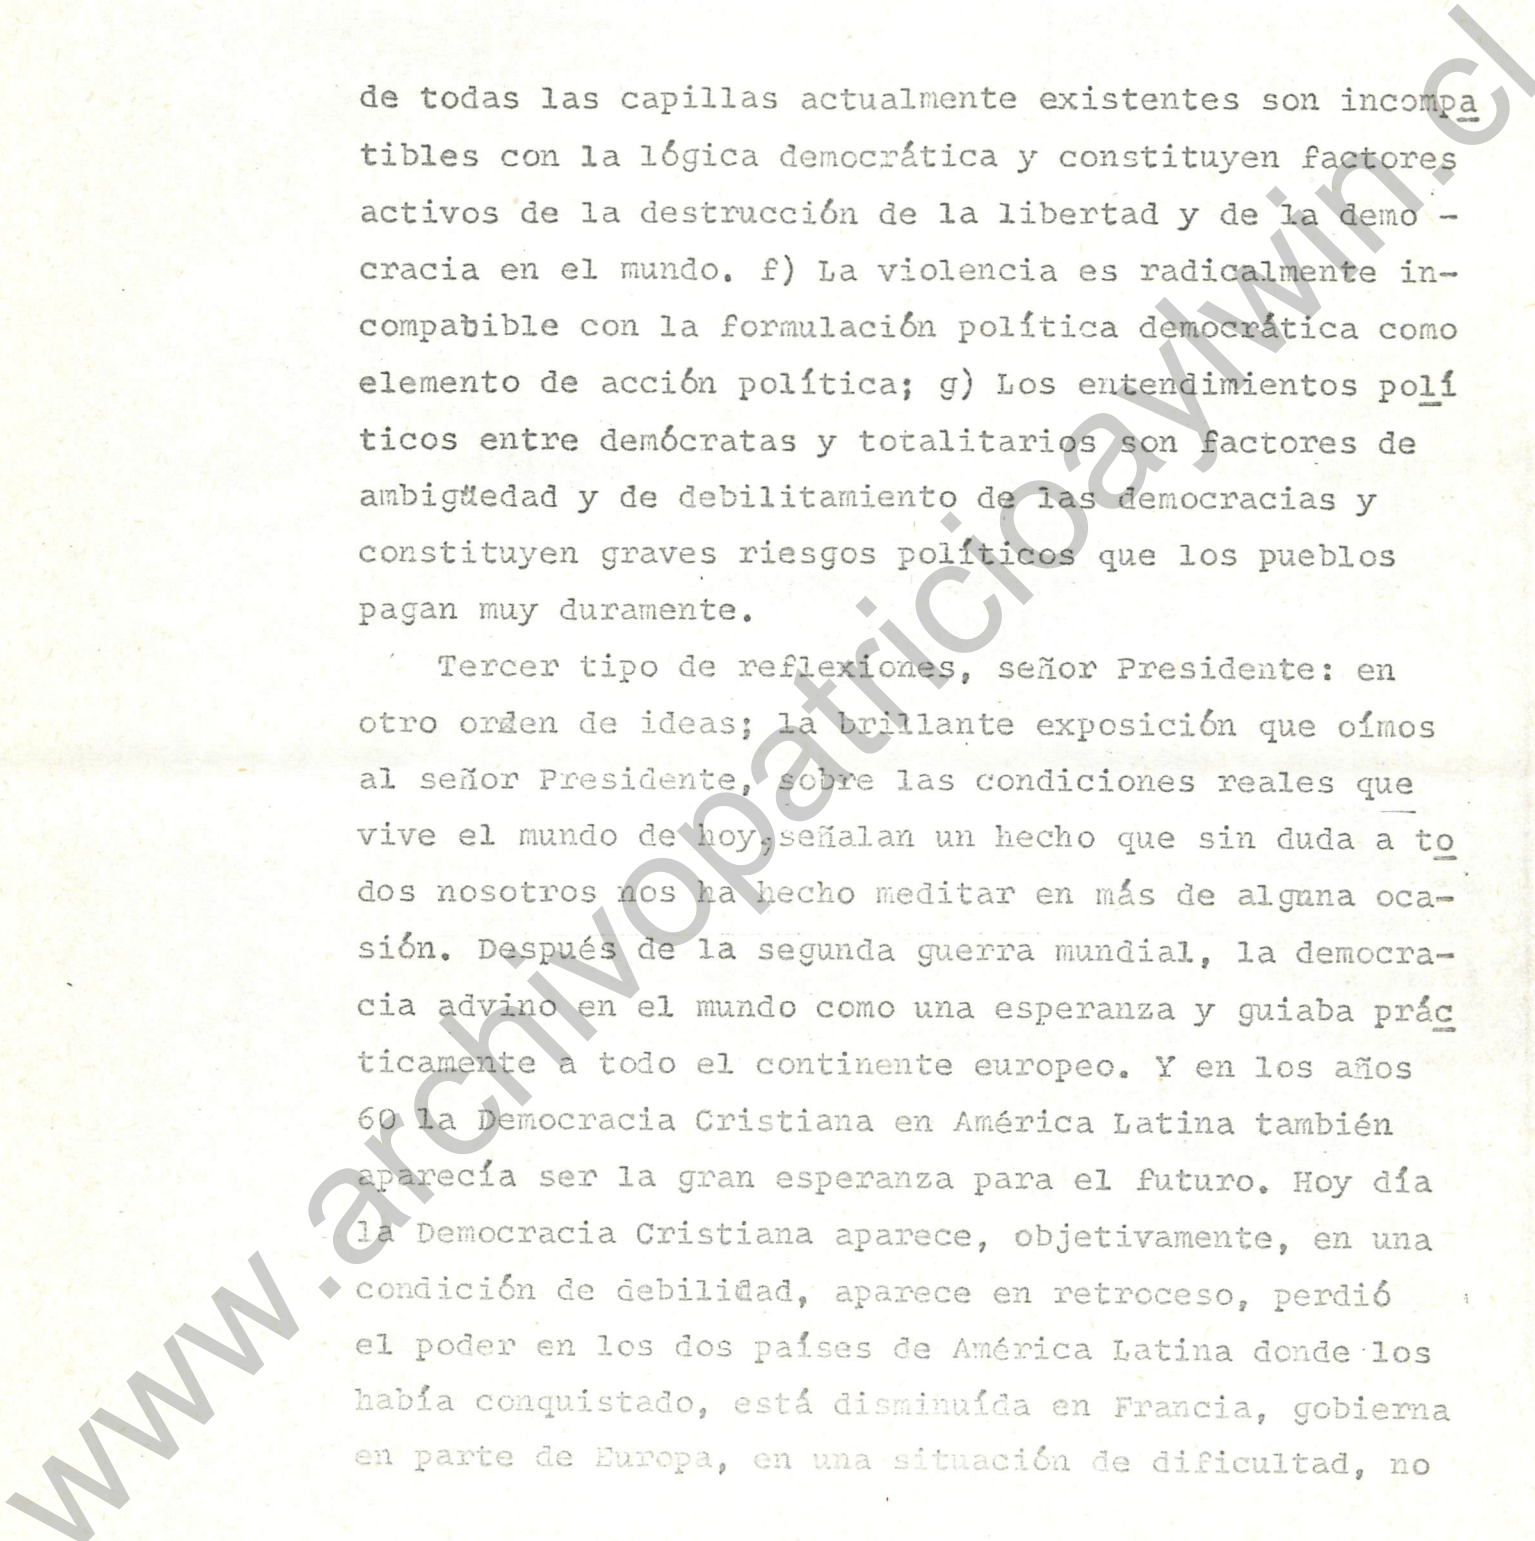 de todas las capillas actualmente existentes son incompa
tibles con la lógica democrática y constituyen factores
activos de la destrucción de la libertad y de la demo -
cracia en el mundo. f) La violencia es radicalmente in-
compabible con la formulación política democrática como
elemento de acción política; g) Los entendimientos polí
ticos entre demócratas y totalitarios son factores de
ambigüedad y de debilitamiento de las democracias y
constituyen graves riesgos políticos que los pueblos
pagan muy duramente.
Tercer tipo de reflexiones, señor Presidente: en
otro orden de ideas; la brillante exposición que oímos
al señor Presidente, sobre las condiciones reales que
vive el mundo de hoy,señalan un hecho que sin duda a to
dos nosotros nos ha hecho meditar en más de alguna oca-
sión. Después de la segunda guerra mundial, la democra-
cia advino en el mundo como una esperanza y guiaba prác
ticamente a todo el continente europeo. Y en los años
60 la Democracia Cristiana en América Latina también
aparecía ser la gran esperanza para el futuro. Hoy día
la Democracia Cristiana aparece, objetivamente, en una
condición de debilidad, aparece en retroceso, perdió
el poder en los dos países de América Latina donde los
había conquistado, está disminuída en Francia, gobierna
en parte de Europa, en una situación de dificultad, no
www.archivopatricioaylwin.cl